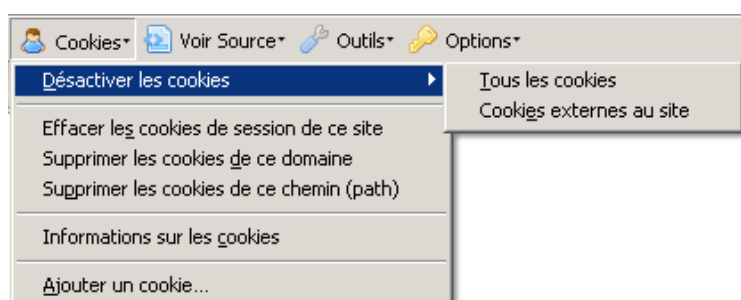 Cookies Voir Source Outils Options
Désactiver les cookies
Tous les cookies
Cookies externes au site
Effacer les cookies de session de ce site
Supprimer les cookies de ce domaine
Supprimer les cookies de ce chemin (path)
Informations sur les cookies
Ajouter un cookie...